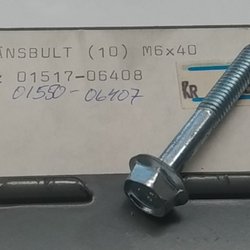 ÄNSBULT (10) M6x40
: 01517-06408
01580-06407
KR